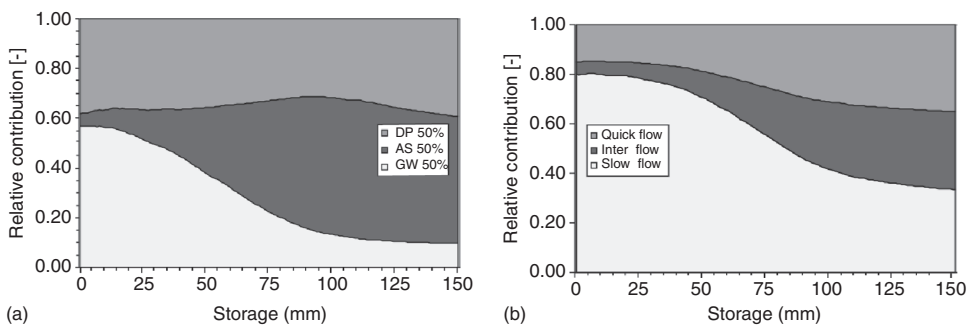 1.00
0.80
0.60
0.40
0.20
0.00
Relative contribution [-]
DP 50%
AS 50%
GW 50%
0 25 50 75 100 125 150
(a)
Storage (mm)
1.00
0.80
0.60
0.40
0.20
0.00
Relative contribution [-]
Quick flow
Inter flow
Slow flow
0 25 50 75 100 125 150
(b)
Storage (mm)